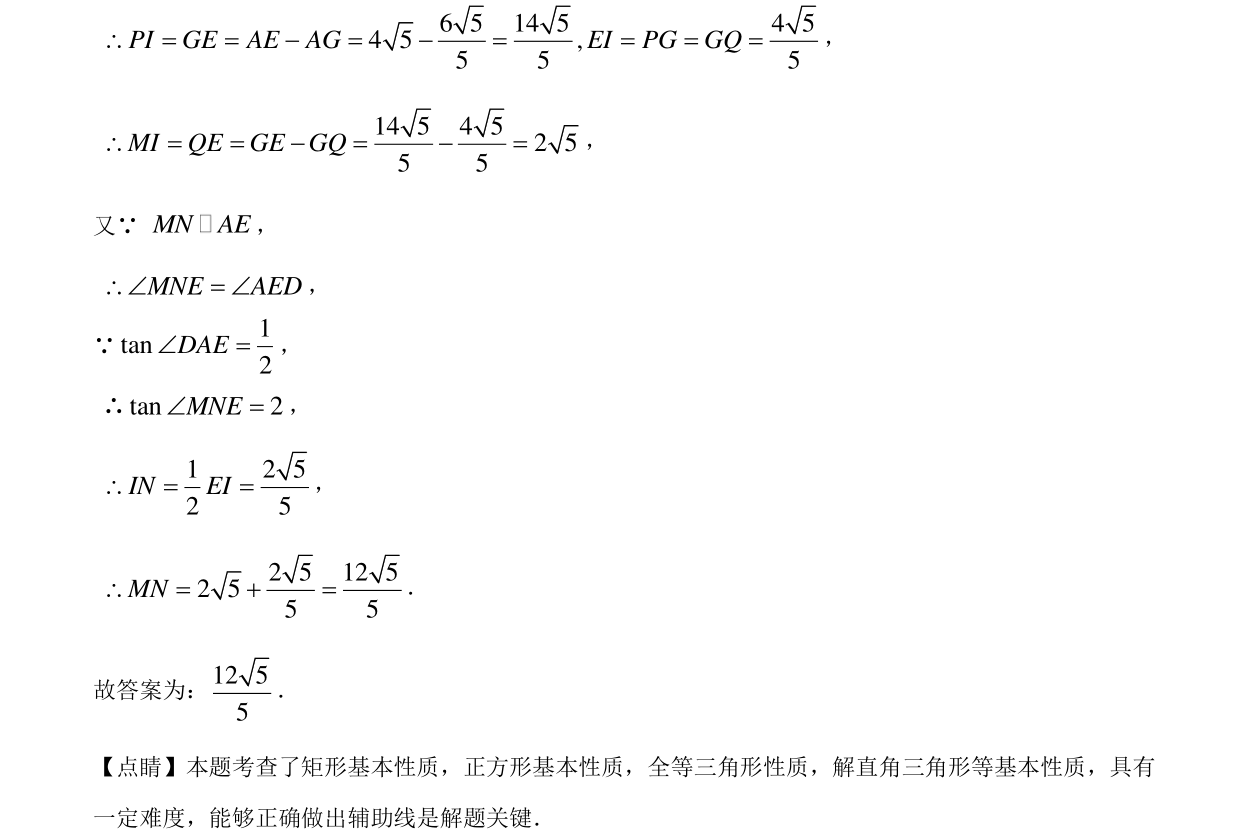 ∴PI = GE = AE − AG = 4√5 − 6√5/5 = 14√5/5, EI = PG = GQ = 4√5/5，
∴MI = QE = GE − GQ = 14√5/5 − 4√5/5 = 2√5，
又∵ MN □ AE，
∴∠MNE = ∠AED，
∵ tan ∠DAE = 1/2，
∴ tan ∠MNE = 2，
∴IN = 1/2 EI = 2√5/5，
∴MN = 2√5 + 2√5/5 = 12√5/5．
故答案为：12√5/5．
【点睛】本题考查了矩形基本性质，正方形基本性质，全等三角形性质，解直角三角形等基本性质，具有
一定难度，能够正确做出辅助线是解题关键．